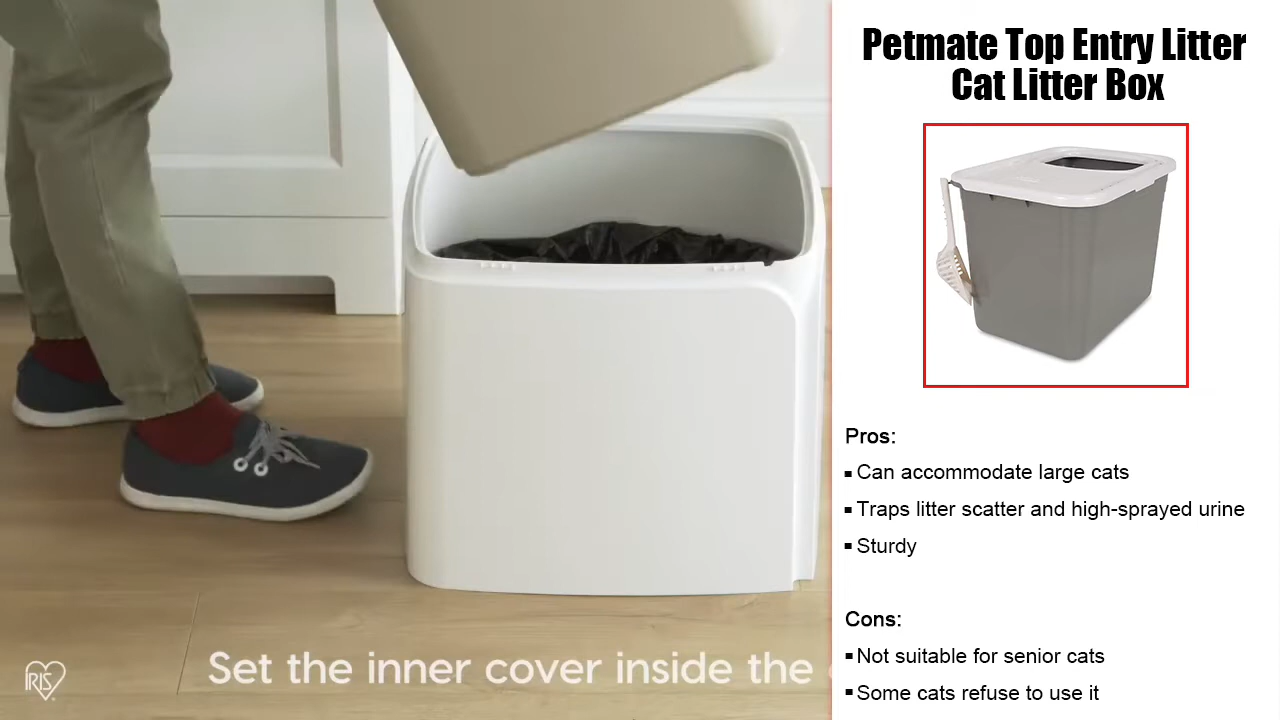 Petmate Top Entry Litter
Cat Litter Box
Pros:
Can accommodate large cats
Traps litter scatter and high-sprayed urine
Sturdy
Cons:
Not suitable for senior cats
Some cats refuse to use it
Set the inner cover inside the
IRIS